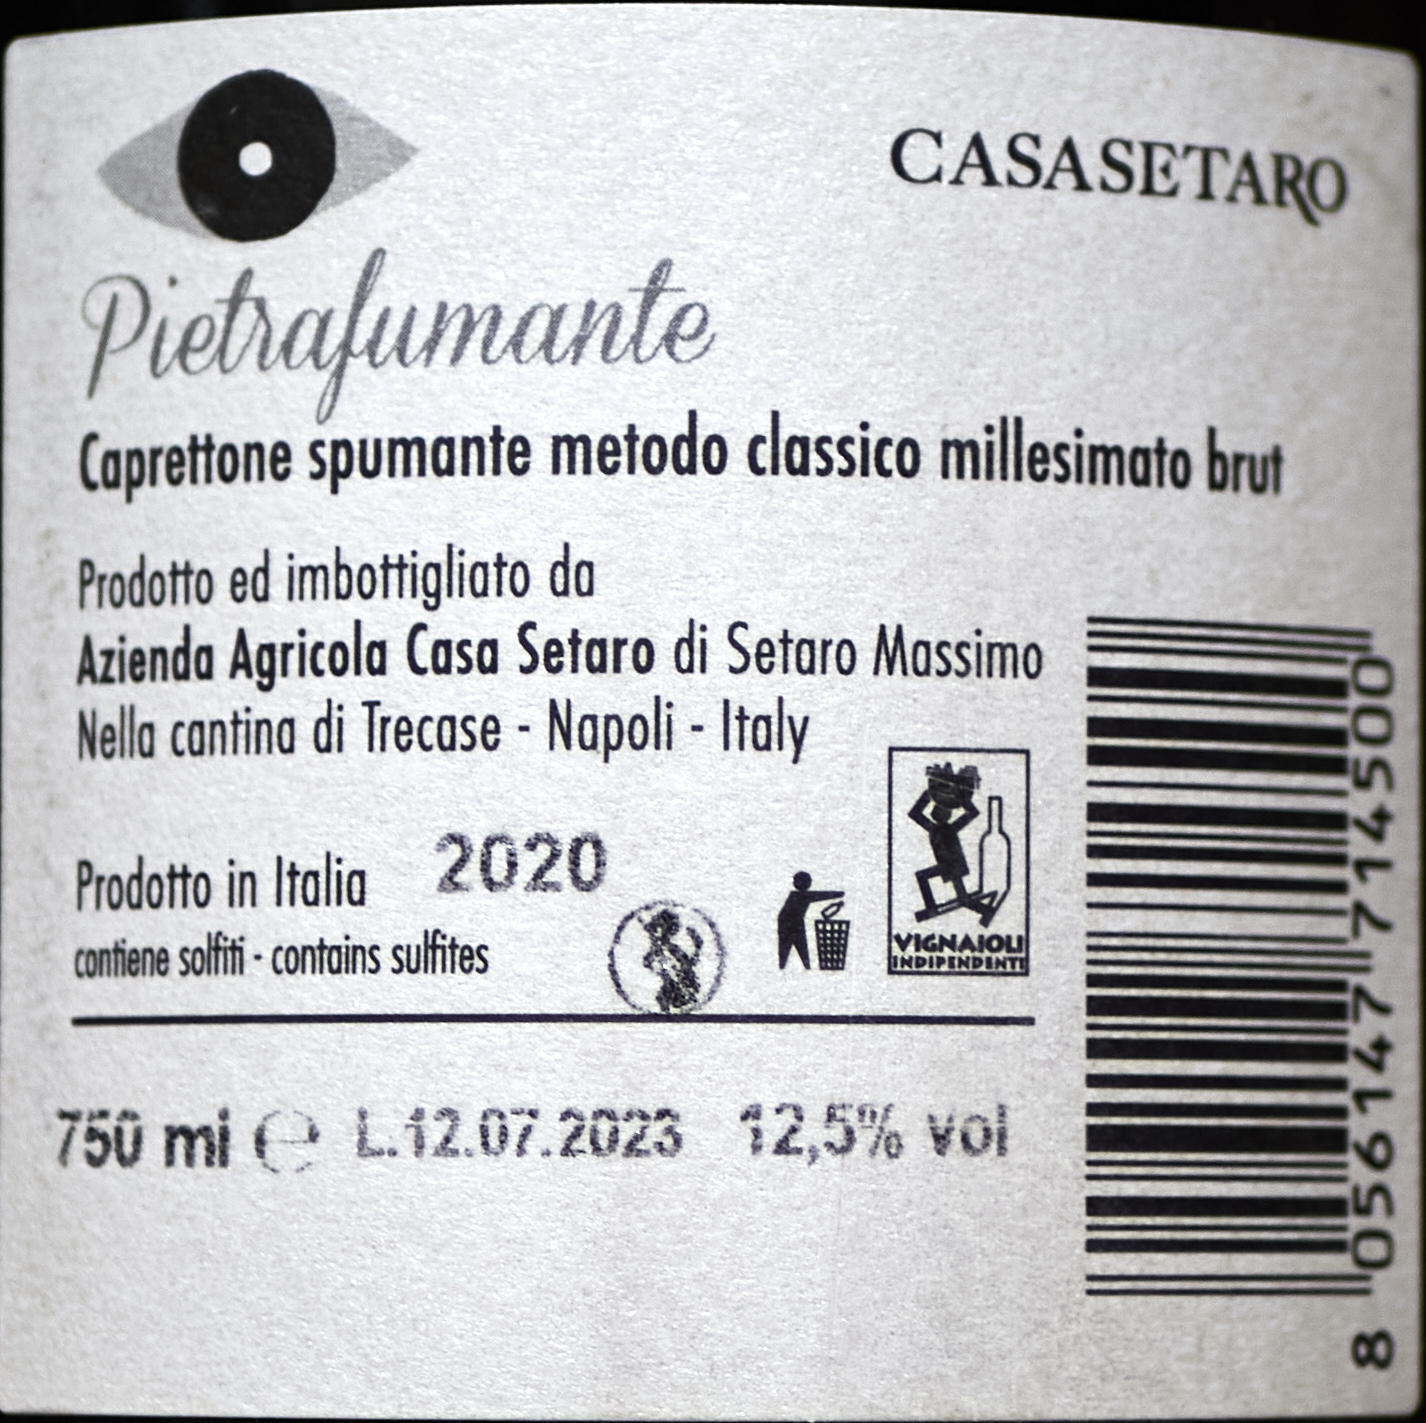 CASASETARO
Pietrafumante
Caprettone spumante metodo classico millesimato brut
Prodotto ed imbottigliato da
Azienda Agricola Casa Setaro di Setaro Massimo
Nella cantina di Trecase - Napoli - Italy
Prodotto in Italia 2020
contiene solfiti - contains sulfites
VIGNAIOLI
INDIPENDENTI
750 ml ℮ L.12.07.2023 12,5% vol
8 056147 714500